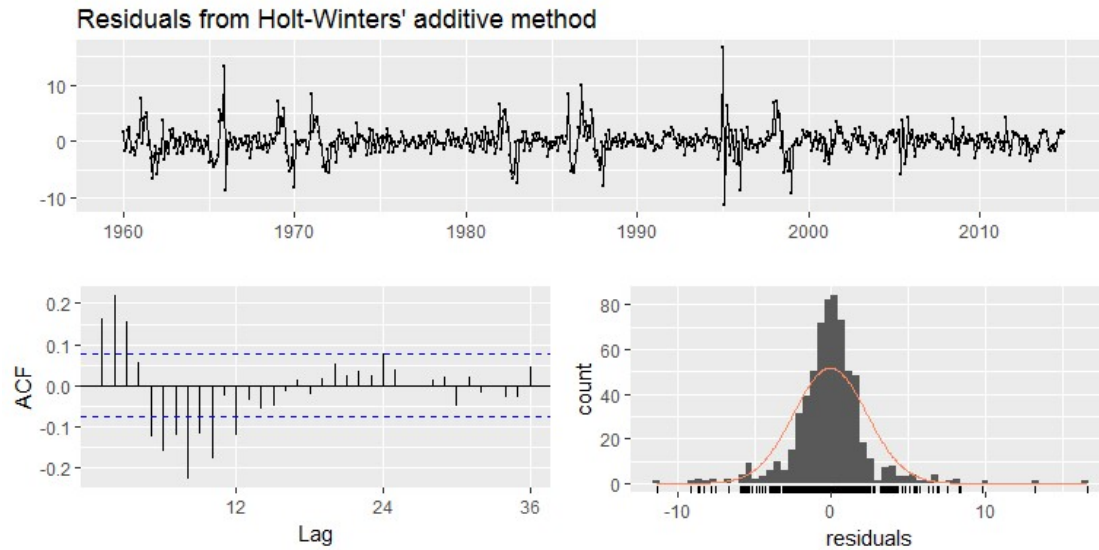 Residuals from Holt-Winters' additive method
10
0
-10
1960 1970 1980 1990 2000 2010
0.2
0.1
0.0
-0.1
-0.2
ACF
12 24 36
Lag
80
60
40
20
0
count
-10 0 10
residuals